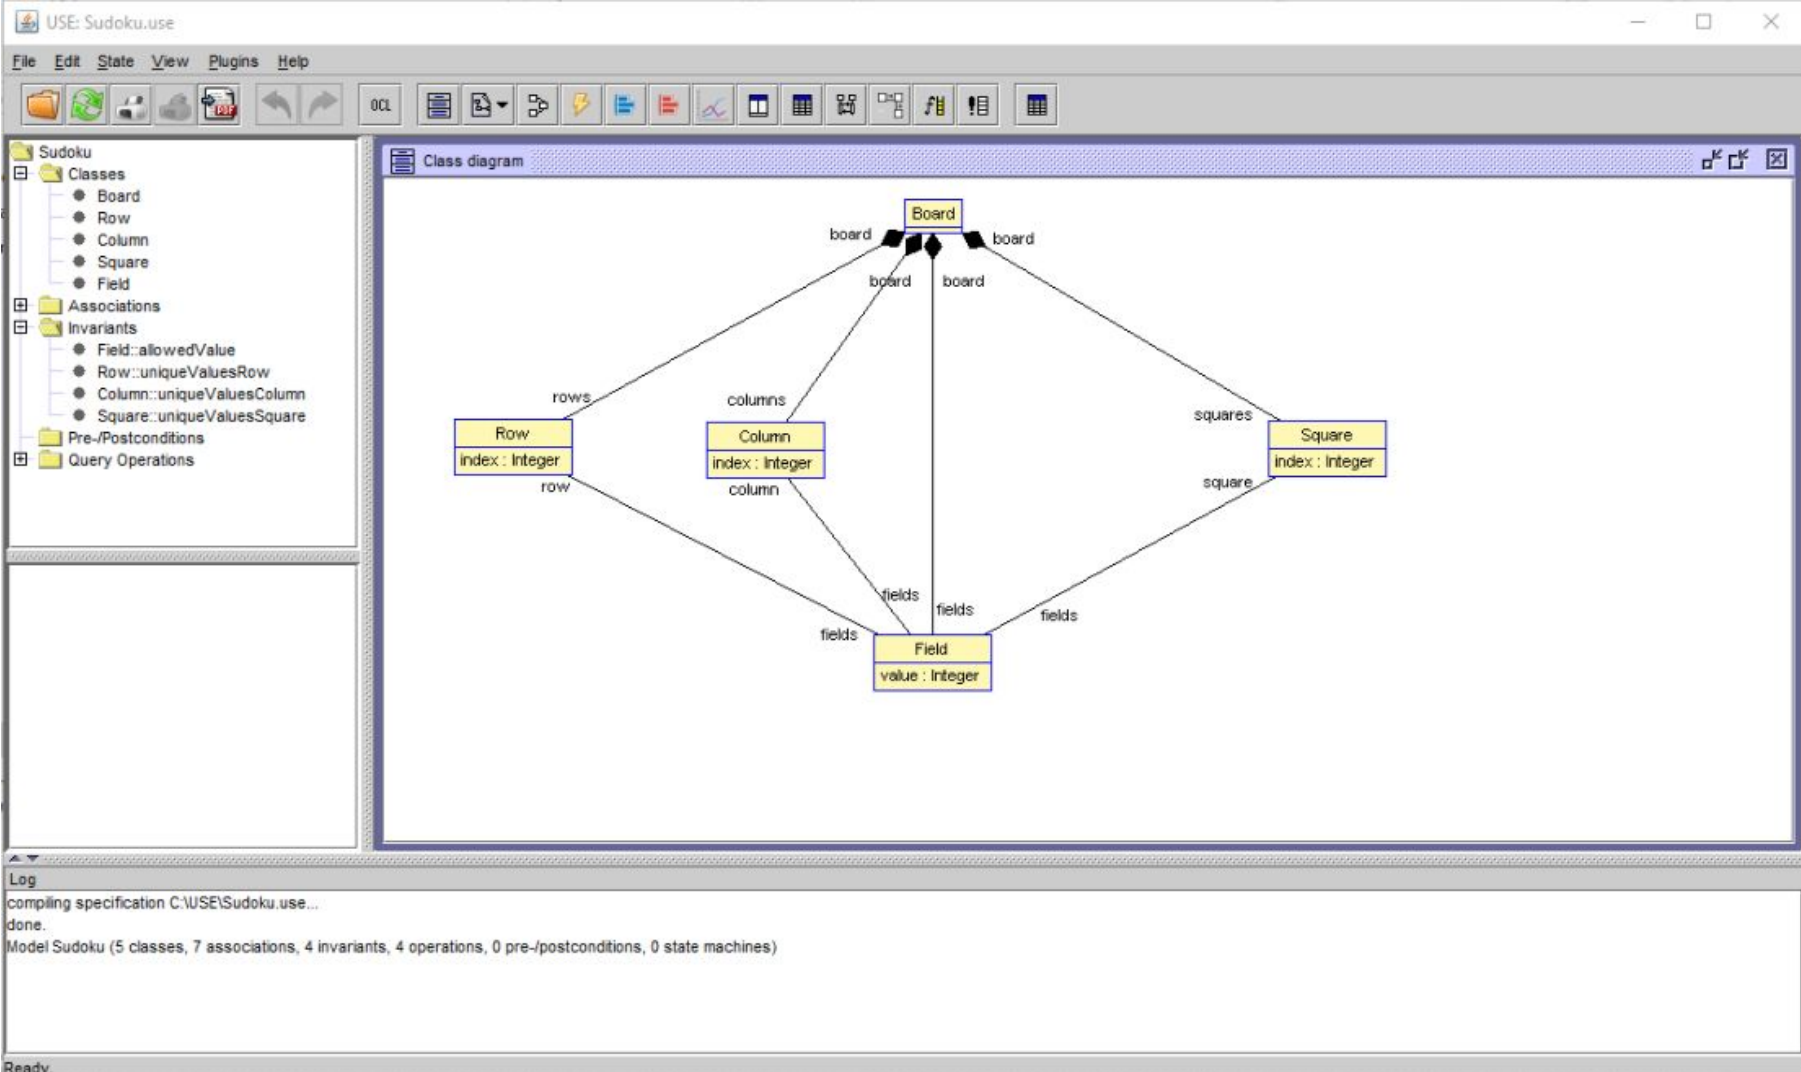 USE: Sudoku.use
File Edit State View Plugins Help
PDF OCL
Sudoku
Classes
Board
Row
Column
Square
Field
Associations
Invariants
Field::allowedValue
Row::uniqueValuesRow
Column::uniqueValuesColumn
Square::uniqueValuesSquare
Pre-/Postconditions
Query Operations
Class diagram
Board
board
board
board
board
rows
columns
squares
Row
index : Integer
Column
index : Integer
Square
index : Integer
row
column
square
fields
fields
fields
fields
Field
value : Integer
Log
compiling specification C:\USE\Sudoku.use...
done.
Model Sudoku (5 classes, 7 associations, 4 invariants, 4 operations, 0 pre-/postconditions, 0 state machines)
Ready.